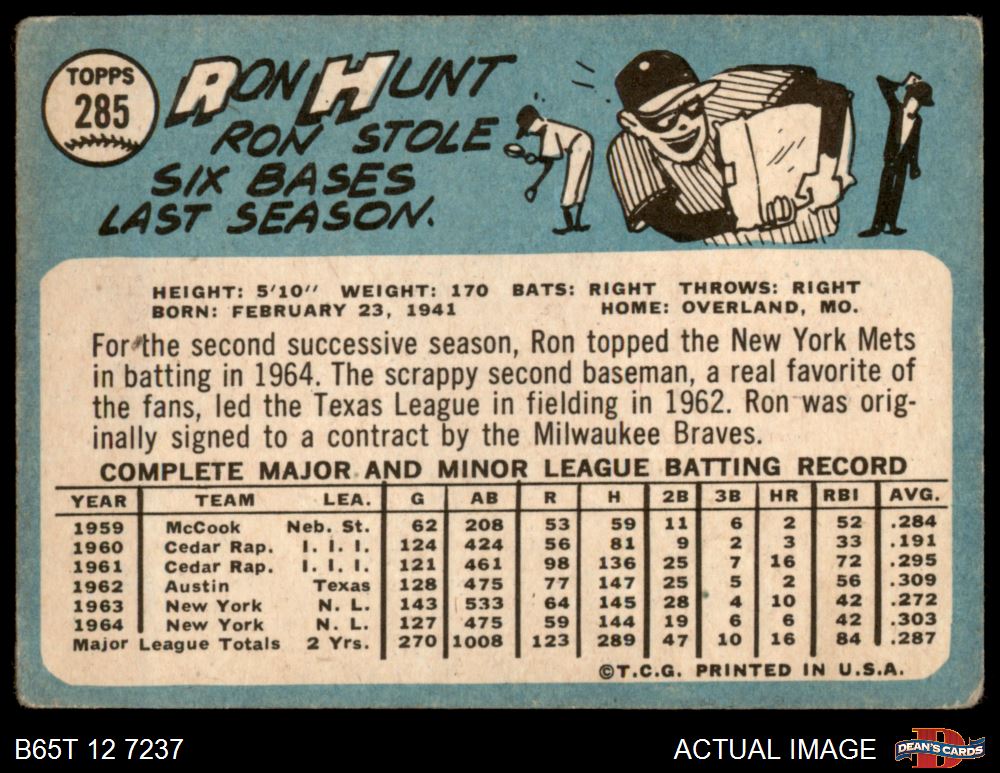 TOPPS
285
RON HUNT
RON STOLE
SIX BASES
LAST SEASON.
HEIGHT: 5'10" WEIGHT: 170 BATS: RIGHT THROWS: RIGHT
BORN: FEBRUARY 23, 1941 HOME: OVERLAND, MO.
For the second successive season, Ron topped the New York Mets
in batting in 1964. The scrappy second baseman, a real favorite of
the fans, led the Texas League in fielding in 1962. Ron was orig-
inally signed to a contract by the Milwaukee Braves.
COMPLETE MAJOR AND MINOR LEAGUE BATTING RECORD
YEAR TEAM LEA. G AB R H 2B 3B HR RBI AVG.
1959 McCook Neb. St. 62 208 53 59 11 6 2 52 .284
1960 Cedar Rap. I. I. I. 124 424 56 81 9 2 3 33 .191
1961 Cedar Rap. I. I. I. 121 461 98 136 25 7 16 72 .295
1962 Austin Texas 128 475 77 147 25 5 2 56 .309
1963 New York N. L. 143 533 64 145 28 4 10 42 .272
1964 New York N. L. 127 475 59 144 19 6 6 42 .303
Major League Totals 2 Yrs. 270 1008 123 289 47 10 16 84 .287
©T.C.G. PRINTED IN U.S.A.
B65T 12 7237 ACTUAL IMAGE D DEAN'S CARDS